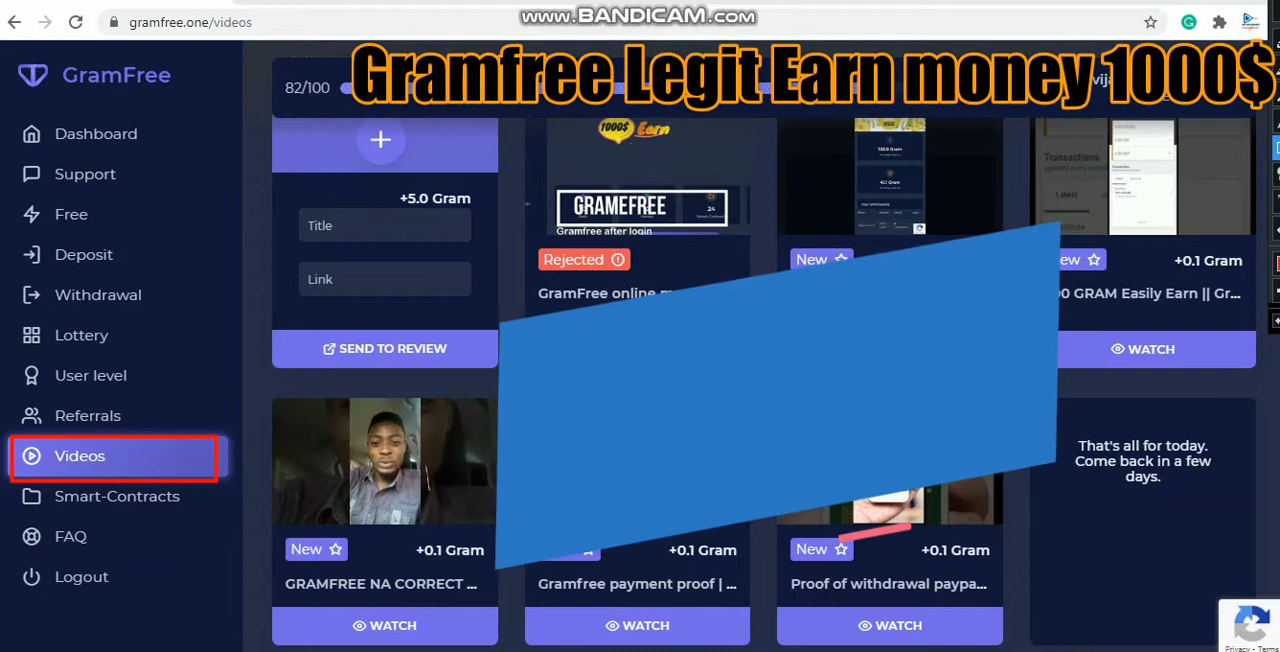 gramfree.one/videos
www.BANDICAM.com
Gramfree Legit Earn money 1000$
GramFree
82/100
Dashboard
Support
Free
Deposit
Withdrawal
Lottery
User level
Referrals
Videos
Smart-Contracts
FAQ
Logout
+5.0 Gram
Title
Link
SEND TO REVIEW
1000$ Earn
GRAMEFREE
24
Gramfree after login
Rejected
GramFree online
New
Transactions
Latest
+0.1 Gram
GRAM Easily Earn || Gr...
WATCH
New
+0.1 Gram
GRAMFREE NA CORRECT ...
WATCH
+0.1 Gram
Gramfree payment proof | ...
WATCH
New
+0.1 Gram
Proof of withdrawal paypa...
WATCH
That's all for today.
Come back in a few
days.
Privacy - Terms